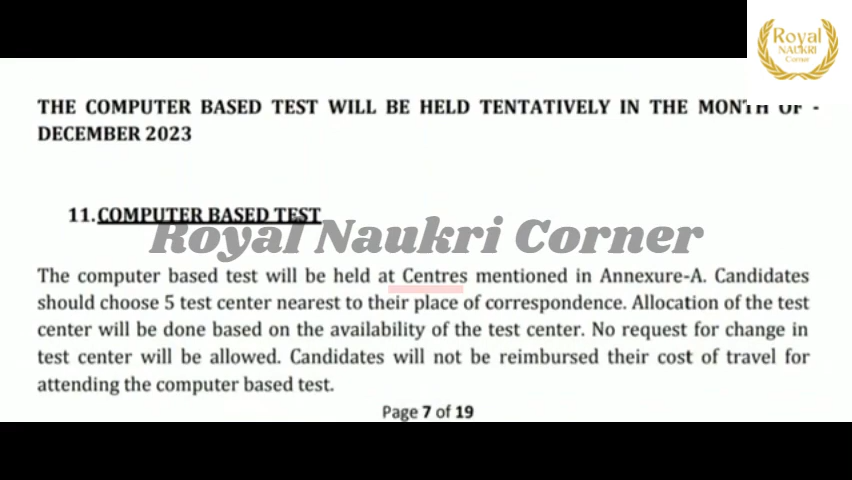 Royal
NAUKRI
Corner
THE COMPUTER BASED TEST WILL BE HELD TENTATIVELY IN THE MONTH OF -
DECEMBER 2023
11. COMPUTER BASED TEST
Royal Naukri Corner
The computer based test will be held at Centres mentioned in Annexure-A. Candidates
should choose 5 test center nearest to their place of correspondence. Allocation of the test
center will be done based on the availability of the test center. No request for change in
test center will be allowed. Candidates will not be reimbursed their cost of travel for
attending the computer based test.
Page 7 of 19